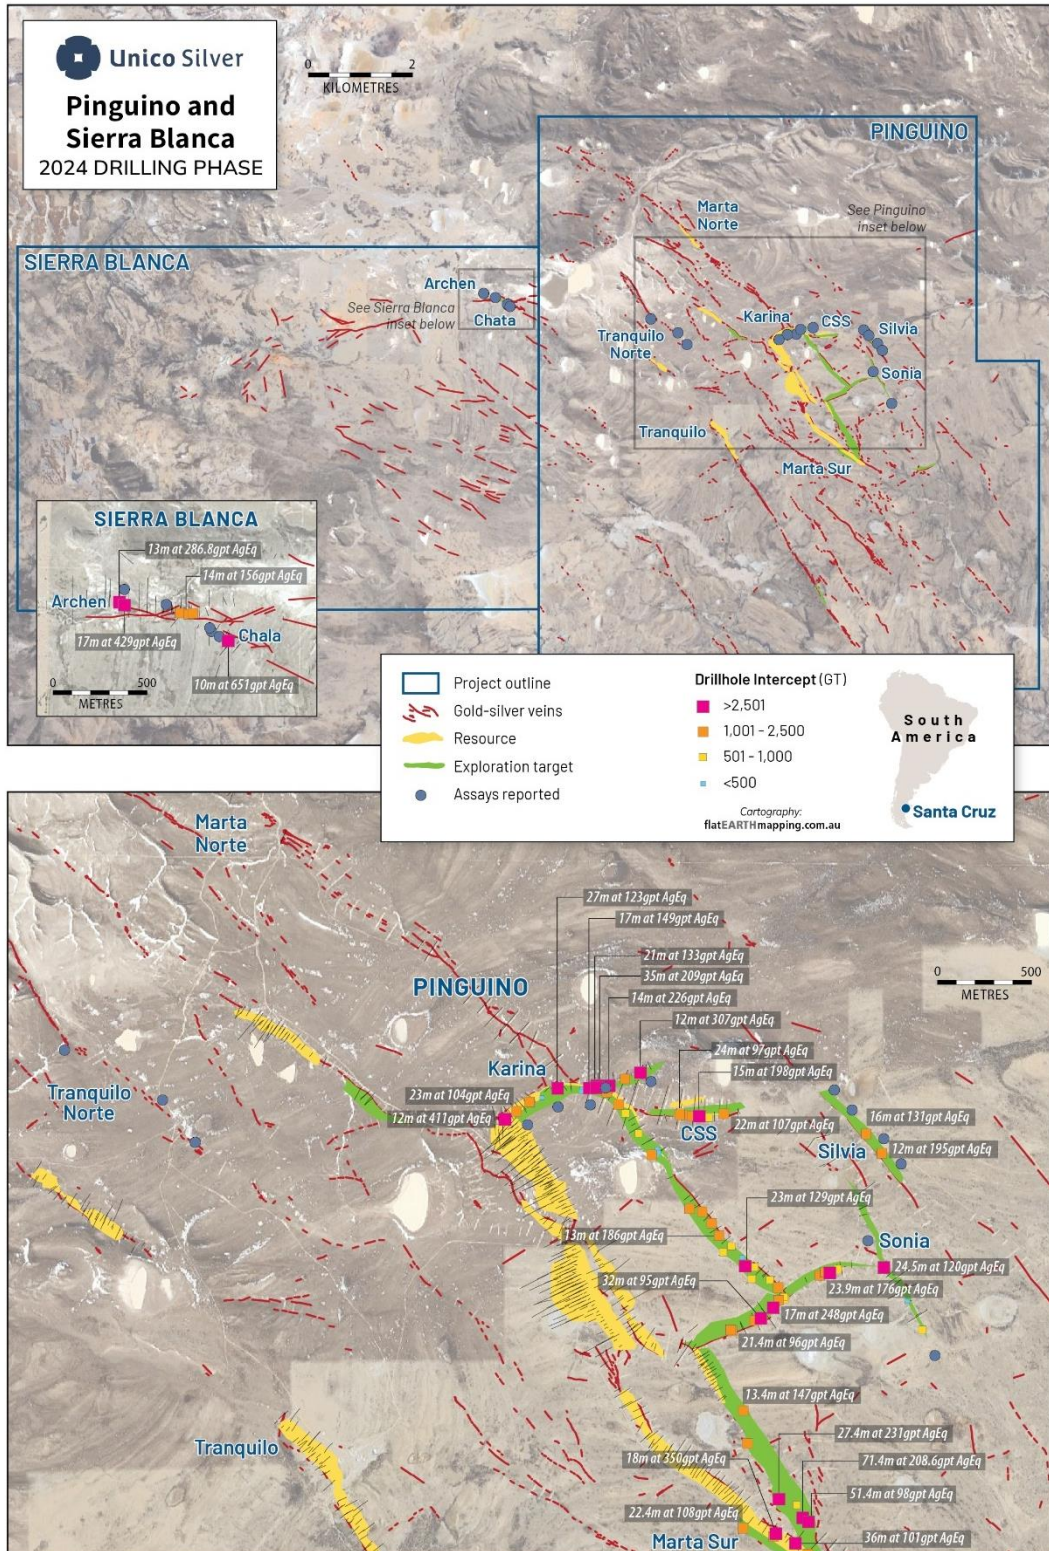 Unico Silver
Pinguino and
Sierra Blanca
2024 DRILLING PHASE
0 2
KILOMETRES
PINGUINO
Marta
Norte
See Pinguino
inset below
SIERRA BLANCA
Archen
See Sierra Blanca
inset below
Chata
Karina
CSS
Silvia
Tranquilo
Norte
Sonia
Tranquilo
Marta Sur
SIERRA BLANCA
13m at 286.8gpt AgEq
14m at 156gpt AgEq
Archen
17m at 429gpt AgEq
Chala
10m at 651gpt AgEq
0 500
METRES
Project outline
Gold-silver veins
Resource
Exploration target
Assays reported
Drillhole Intercept (GT)
>2,501
1,001 - 2,500
501 - 1,000
<500
Cartography:
flatEARTHmapping.com.au
South
America
Santa Cruz
Marta
Norte
27m at 123gpt AgEq
17m at 149gpt AgEq
21m at 133gpt AgEq
35m at 209gpt AgEq
14m at 226gpt AgEq
12m at 307gpt AgEq
24m at 97gpt AgEq
15m at 198gpt AgEq
0 500
METRES
PINGUINO
Karina
23m at 104gpt AgEq
12m at 411gpt AgEq
Tranquilo
Norte
CSS
22m at 107gpt AgEq
16m at 131gpt AgEq
Silvia
12m at 195gpt AgEq
23m at 129gpt AgEq
13m at 186gpt AgEq
Sonia
24.5m at 120gpt AgEq
32m at 95gpt AgEq
23.9m at 176gpt AgEq
17m at 248gpt AgEq
21.4m at 96gpt AgEq
13.4m at 147gpt AgEq
27.4m at 231gpt AgEq
Tranquilo
18m at 350gpt AgEq
71.4m at 208.6gpt AgEq
51.4m at 98gpt AgEq
22.4m at 108gpt AgEq
Marta Sur
36m at 101gpt AgEq